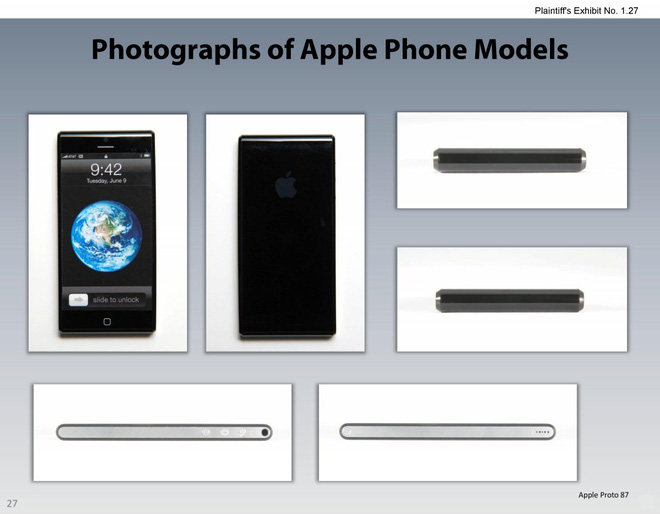 Plaintiff's Exhibit No. 1.27
Photographs of Apple Phone Models
AT&T
9:42
Tuesday, June 9
slide to unlock
Apple Proto 87
27